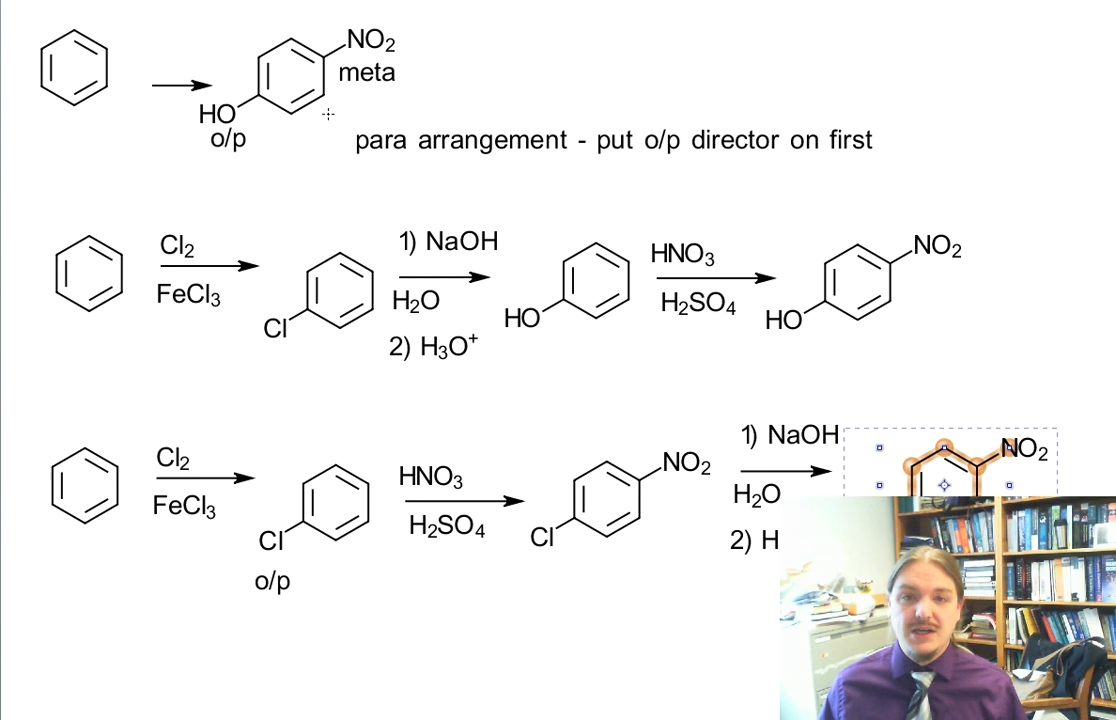 NO2
meta
HO
o/p
para arrangement - put o/p director on first
Cl2
FeCl3
Cl
1) NaOH
H2O
2) H3O+
HO
HNO3
H2SO4
NO2
HO
Cl2
FeCl3
Cl
o/p
HNO3
H2SO4
NO2
Cl
1) NaOH
H2O
2) H
NO2